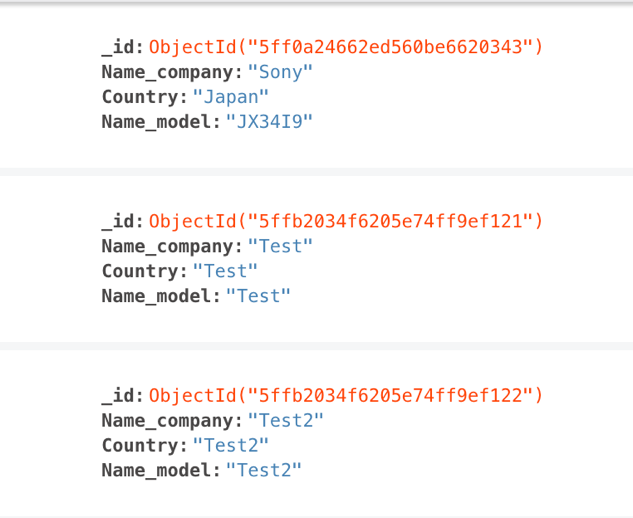 _id: ObjectId("5ff0a24662ed560be6620343")
Name_company: "Sony"
Country: "Japan"
Name_model: "JX34I9"
_id: ObjectId("5ffb2034f6205e74ff9ef121")
Name_company: "Test"
Country: "Test"
Name_model: "Test"
_id: ObjectId("5ffb2034f6205e74ff9ef122")
Name_company: "Test2"
Country: "Test2"
Name_model: "Test2"